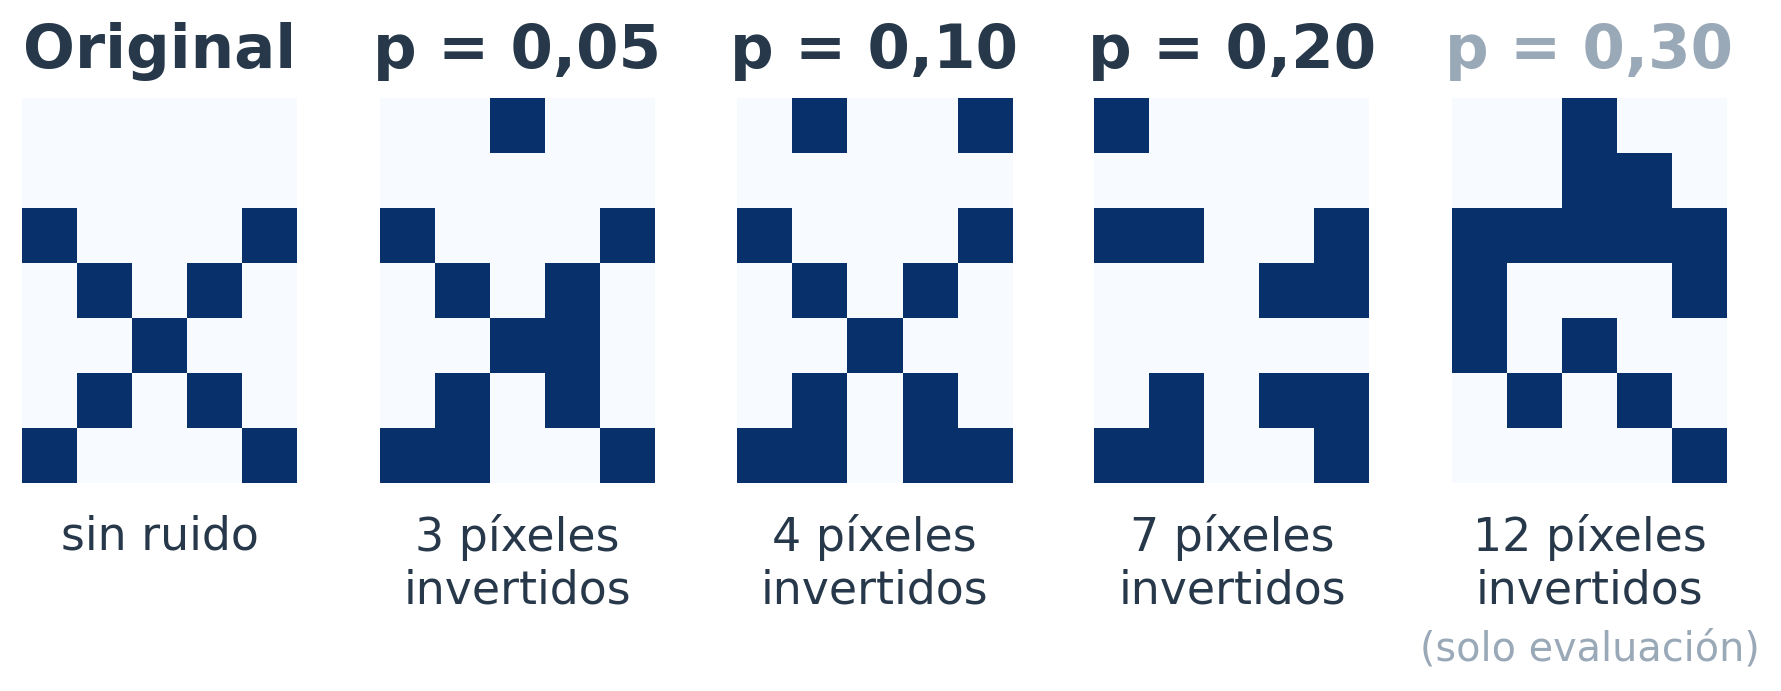 Original
p = 0,05
p = 0,10
p = 0,20
p = 0,30
sin ruido
3 píxeles
invertidos
4 píxeles
invertidos
7 píxeles
invertidos
12 píxeles
invertidos
(solo evaluación)